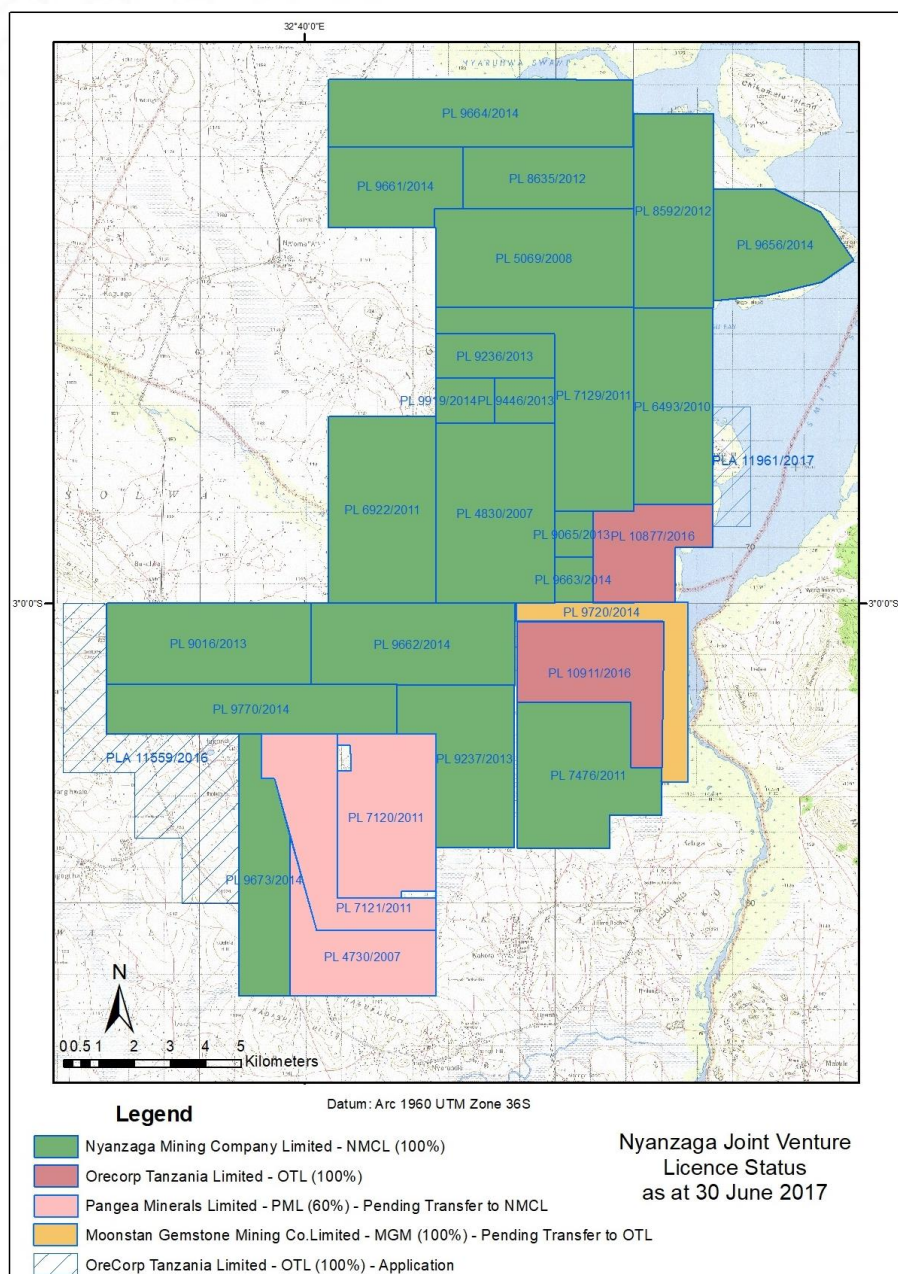 32°40'0"E
NYARUBWA SWAMP
Chikomelo Island
PL 9664/2014
PL 9661/2014
PL 8635/2012
PL 8592/2012
PL 9656/2014
PL 5069/2008
PL 9236/2013
PL 9919/2014
PL 9446/2013
PL 7129/2011
PL 6493/2010
PLA 11961/2017
PL 6922/2011
PL 4830/2007
PL 9065/2013
PL 10877/2016
PL 9663/2014
3°0'0"S
3°0'0"S
PL 9720/2014
PL 9016/2013
PL 9662/2014
PL 10911/2016
PL 9770/2014
PLA 11559/2016
PL 9237/2013
PL 7476/2011
PL 7120/2011
PL 9673/2014
PL 7121/2011
PL 4730/2007
Kakora
N
0 0.5 1 2 3 4 5
Kilometers
Datum: Arc 1960 UTM Zone 36S
Legend
Nyanzaga Mining Company Limited - NMCL (100%)
Orecorp Tanzania Limited - OTL (100%)
Pangea Minerals Limited - PML (60%) - Pending Transfer to NMCL
Moonstan Gemstone Mining Co.Limited - MGM (100%) - Pending Transfer to OTL
OreCorp Tanzania Limited - OTL (100%) - Application
Nyanzaga Joint Venture
Licence Status
as at 30 June 2017